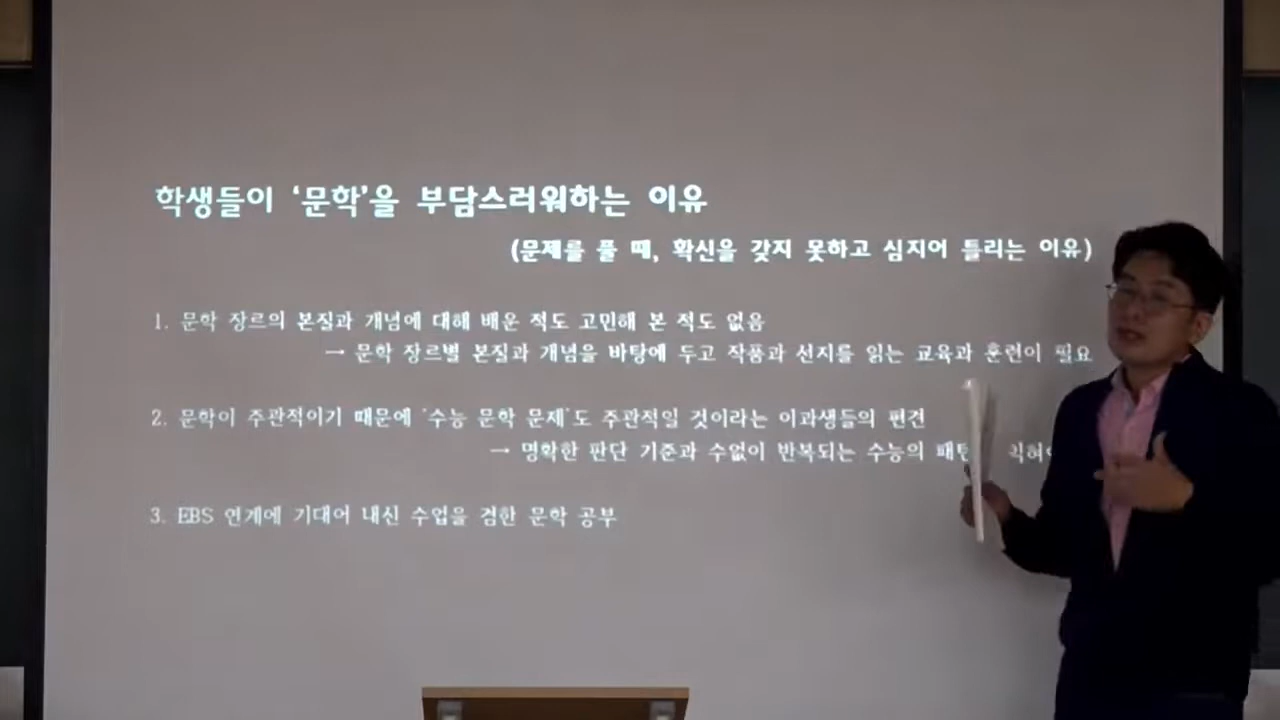 학생들이 '문학'을 부담스러워하는 이유
(문제를 풀 때, 확신을 갖지 못하고 심지어 틀리는 이유)
1. 문학 장르의 본질과 개념에 대해 배운 적도 고민해 본 적도 없음
→ 문학 장르별 본질과 개념을 바탕에 두고 작품과 선지를 읽는 교육과 훈련이 필요
2. 문학이 주관적이기 때문에 '수능 문학 문제'도 주관적일 것이라는 이과생들의 편견
→ 명확한 판단 기준과 수없이 반복되는 수능의
3. EBS 연계에 기대어 내신 수업을 겸한 문학 공부